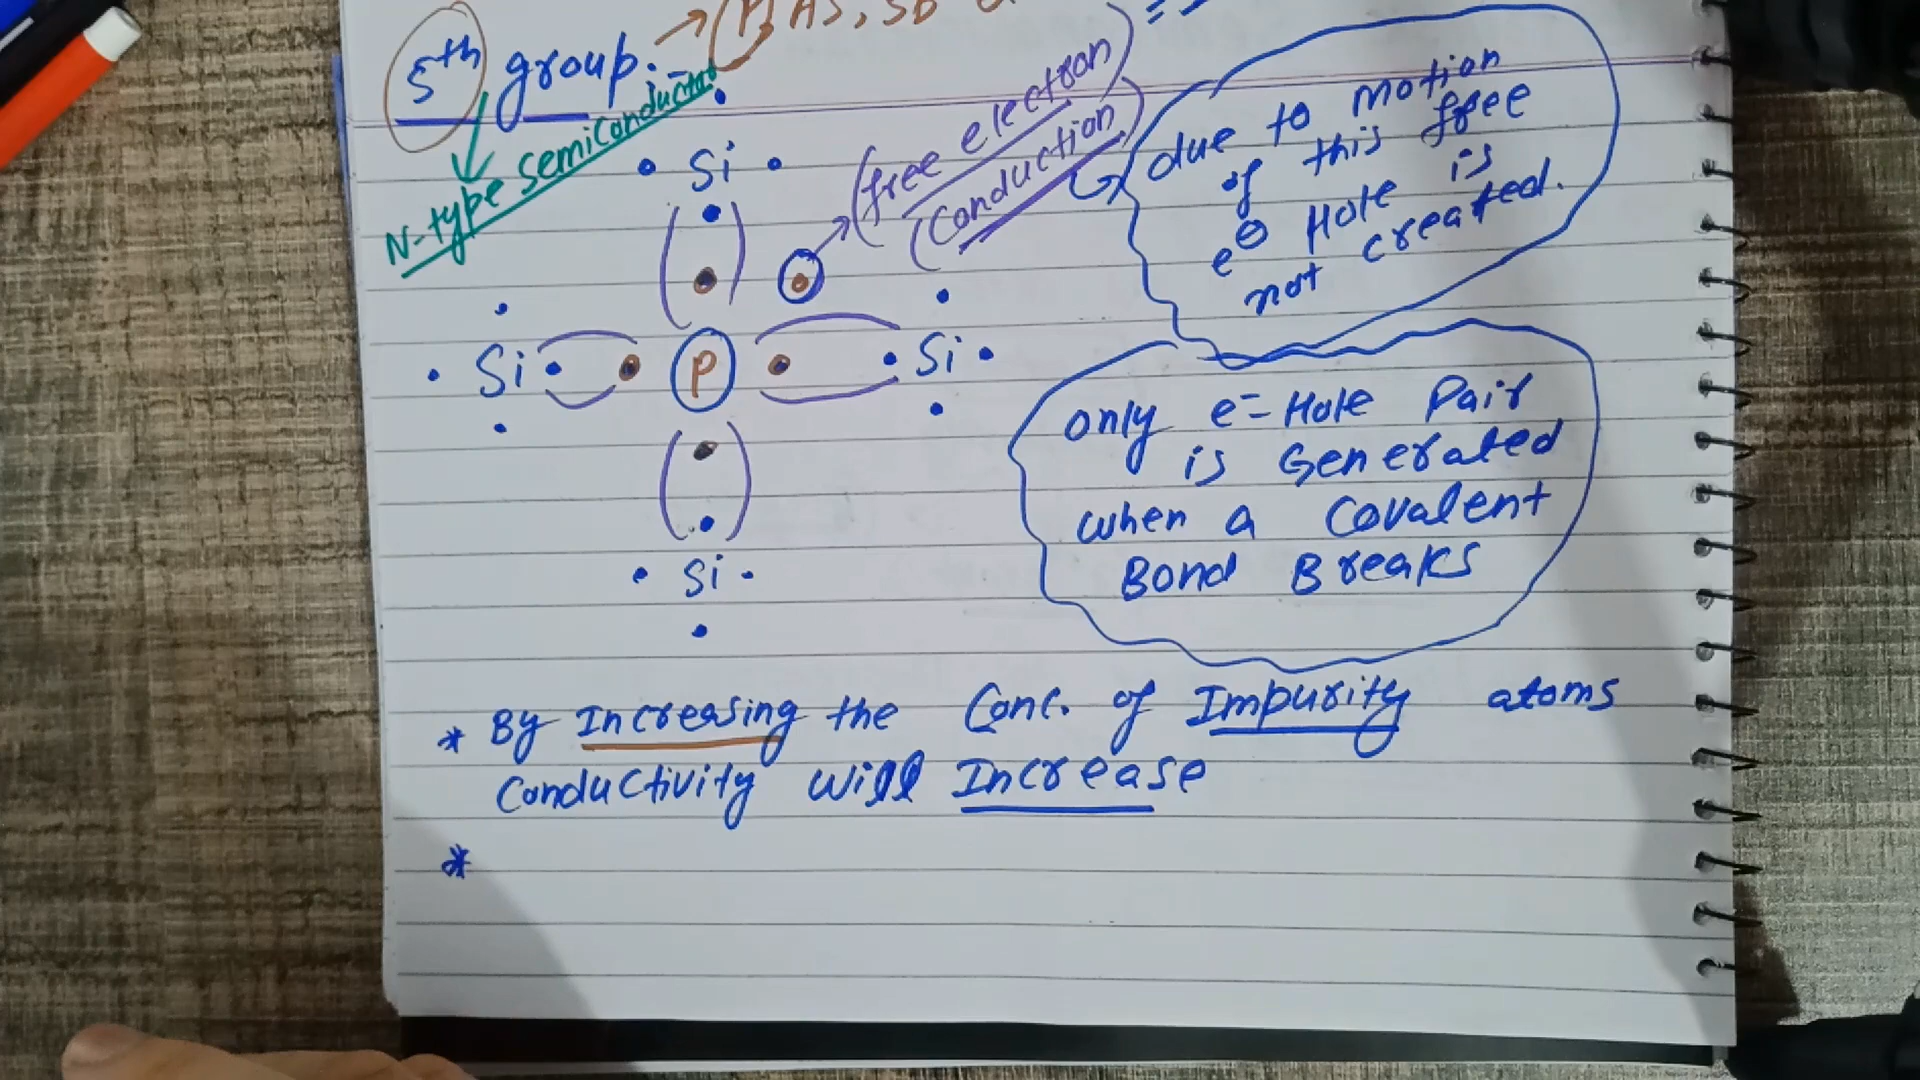 5th group. → (P) As, Sb
N-type Semiconductor
Si
(free electron)
(Conduction)
due to motion
of this free
e⊖ Hole is
not created.
Si P Si
Si
only e- Hole Pair
is Generated
when a Covalent
Bond Breaks
* By Increasing the Conc. of Impurity atoms
Conductivity will Increase
*